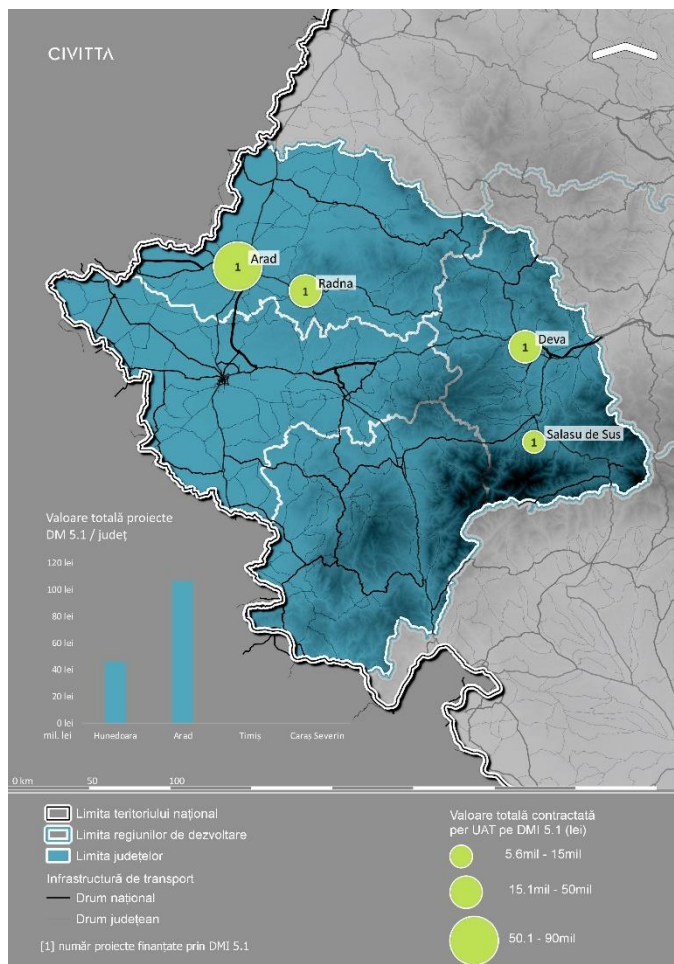 CIVITTA
1
Arad
1
Radna
1
Deva
1
Salasu de Sus
Valoare totală proiecte
DM 5.1 / județ
120 lei
100 lei
80 lei
60 lei
40 lei
20 lei
0 lei
mil. lei
Hunedoara
Arad
Timiș
Caraș Severin
0 km
50
100
Limita teritoriului național
Limita regiunilor de dezvoltare
Limita județelor
Infrastructură de transport
Drum național
Drum județean
[1] număr proiecte finanțate prin DMI 5.1
Valoare totală contractată
per UAT pe DMI 5.1 (lei)
5.6mil - 15mil
15.1mil - 50mil
50.1 - 90mil